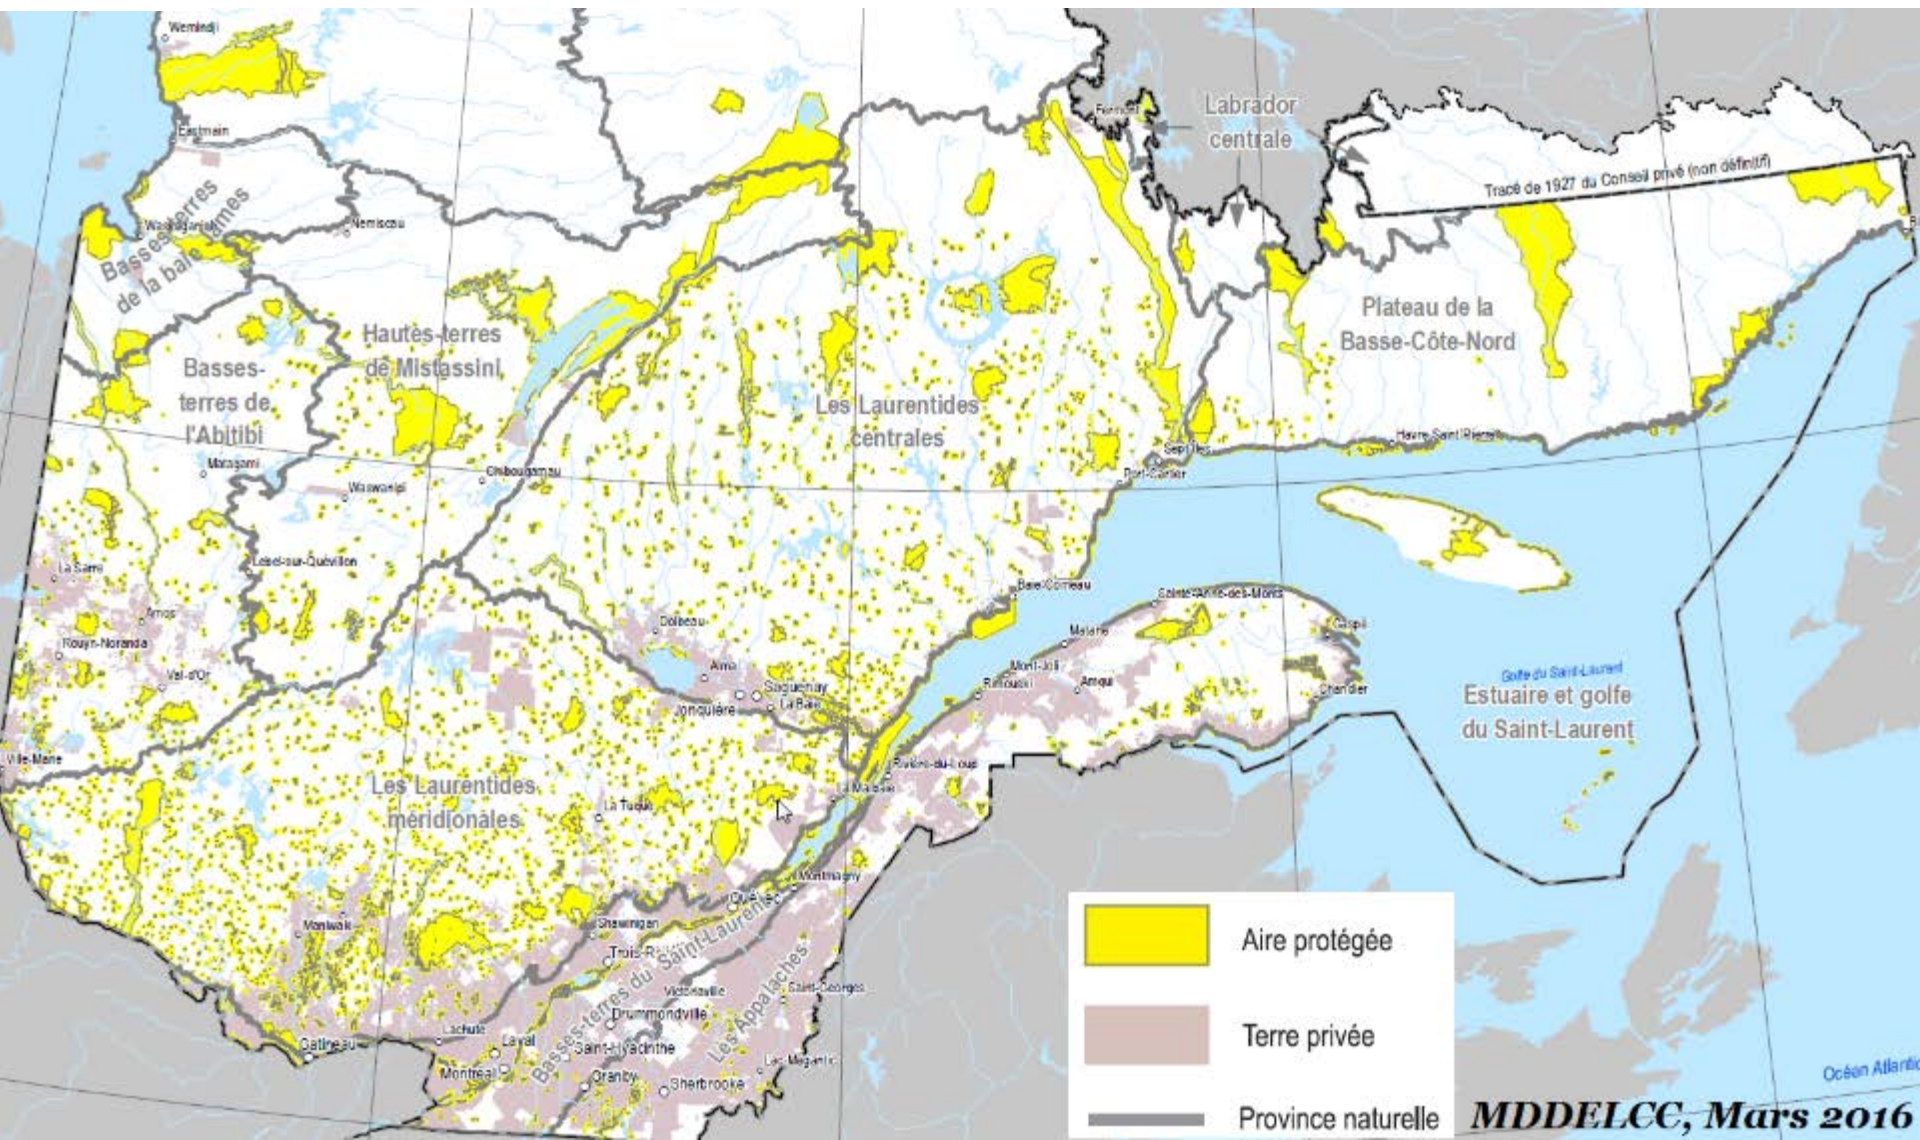 Wemindji
Eastmain
Fermont
Labrador
centrale
Tracé de 1927 du Conseil privé (non définitif)
Waskaganish
Nemiscau
Basses-terres
de la baie James
Hautes-terres
de Mistassini
Plateau de la
Basse-Côte-Nord
Basses-
terres de
l'Abitibi
Les Laurentides
centrales
Matagami
Chibougamau
Waswanipi
Sept-Îles
Port-Cartier
Havre-Saint-Pierre
La Sarre
Lebel-sur-Quévillon
Amos
Rouyn-Noranda
Val-d'Or
Ville-Marie
Dolbeau-
Alma
Saguenay
La Baie
Jonquière
Baie-Comeau
Sainte-Anne-des-Monts
Matane
Mont-Joli
Rimouski
Amqui
Gaspé
Chandler
Golfe du Saint-Laurent
Estuaire et golfe
du Saint-Laurent
Rivière-du-Loup
La Malbaie
Les Laurentides
méridionales
La Tuque
Montmagny
Québec
Maniwaki
Shawinigan
Trois-R
Basses-terres du Saint-Laurent
Victoriaville
Saint-Georges
Les Appalaches
Drummondville
Lachute
Laval
Saint-Hyacinthe
Gatineau
Montréal
Granby
Sherbrooke
Lac-Mégantic
Aire protégée
Terre privée
Province naturelle
Océan Atlantic
MDDELCC, Mars 2016